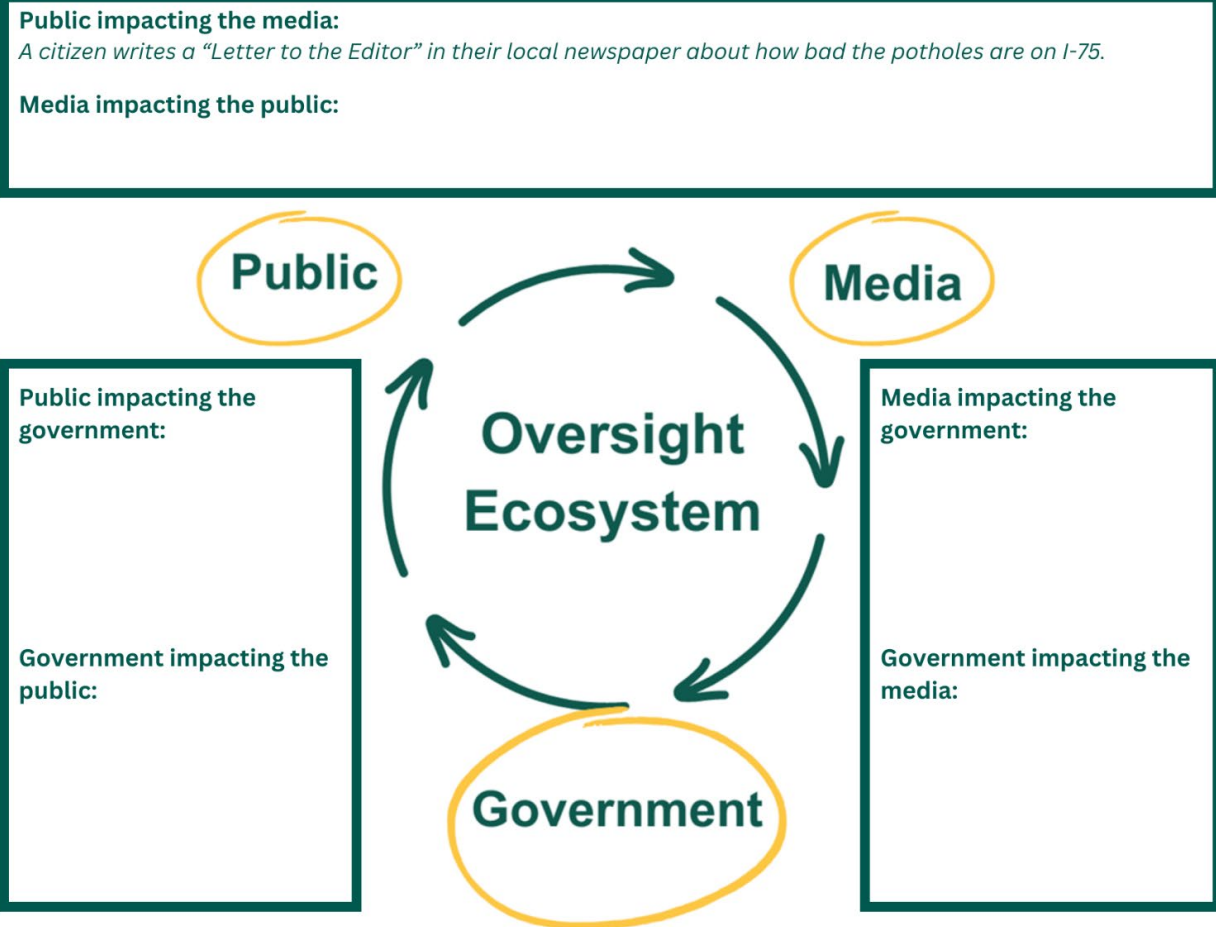 Public impacting the media:
A citizen writes a “Letter to the Editor” in their local newspaper about how bad the potholes are on I-75.
Media impacting the public:
Public
Media
Public impacting the
government:
Government impacting the
public:
Oversight
Ecosystem
Media impacting the
government:
Government impacting the
media:
Government